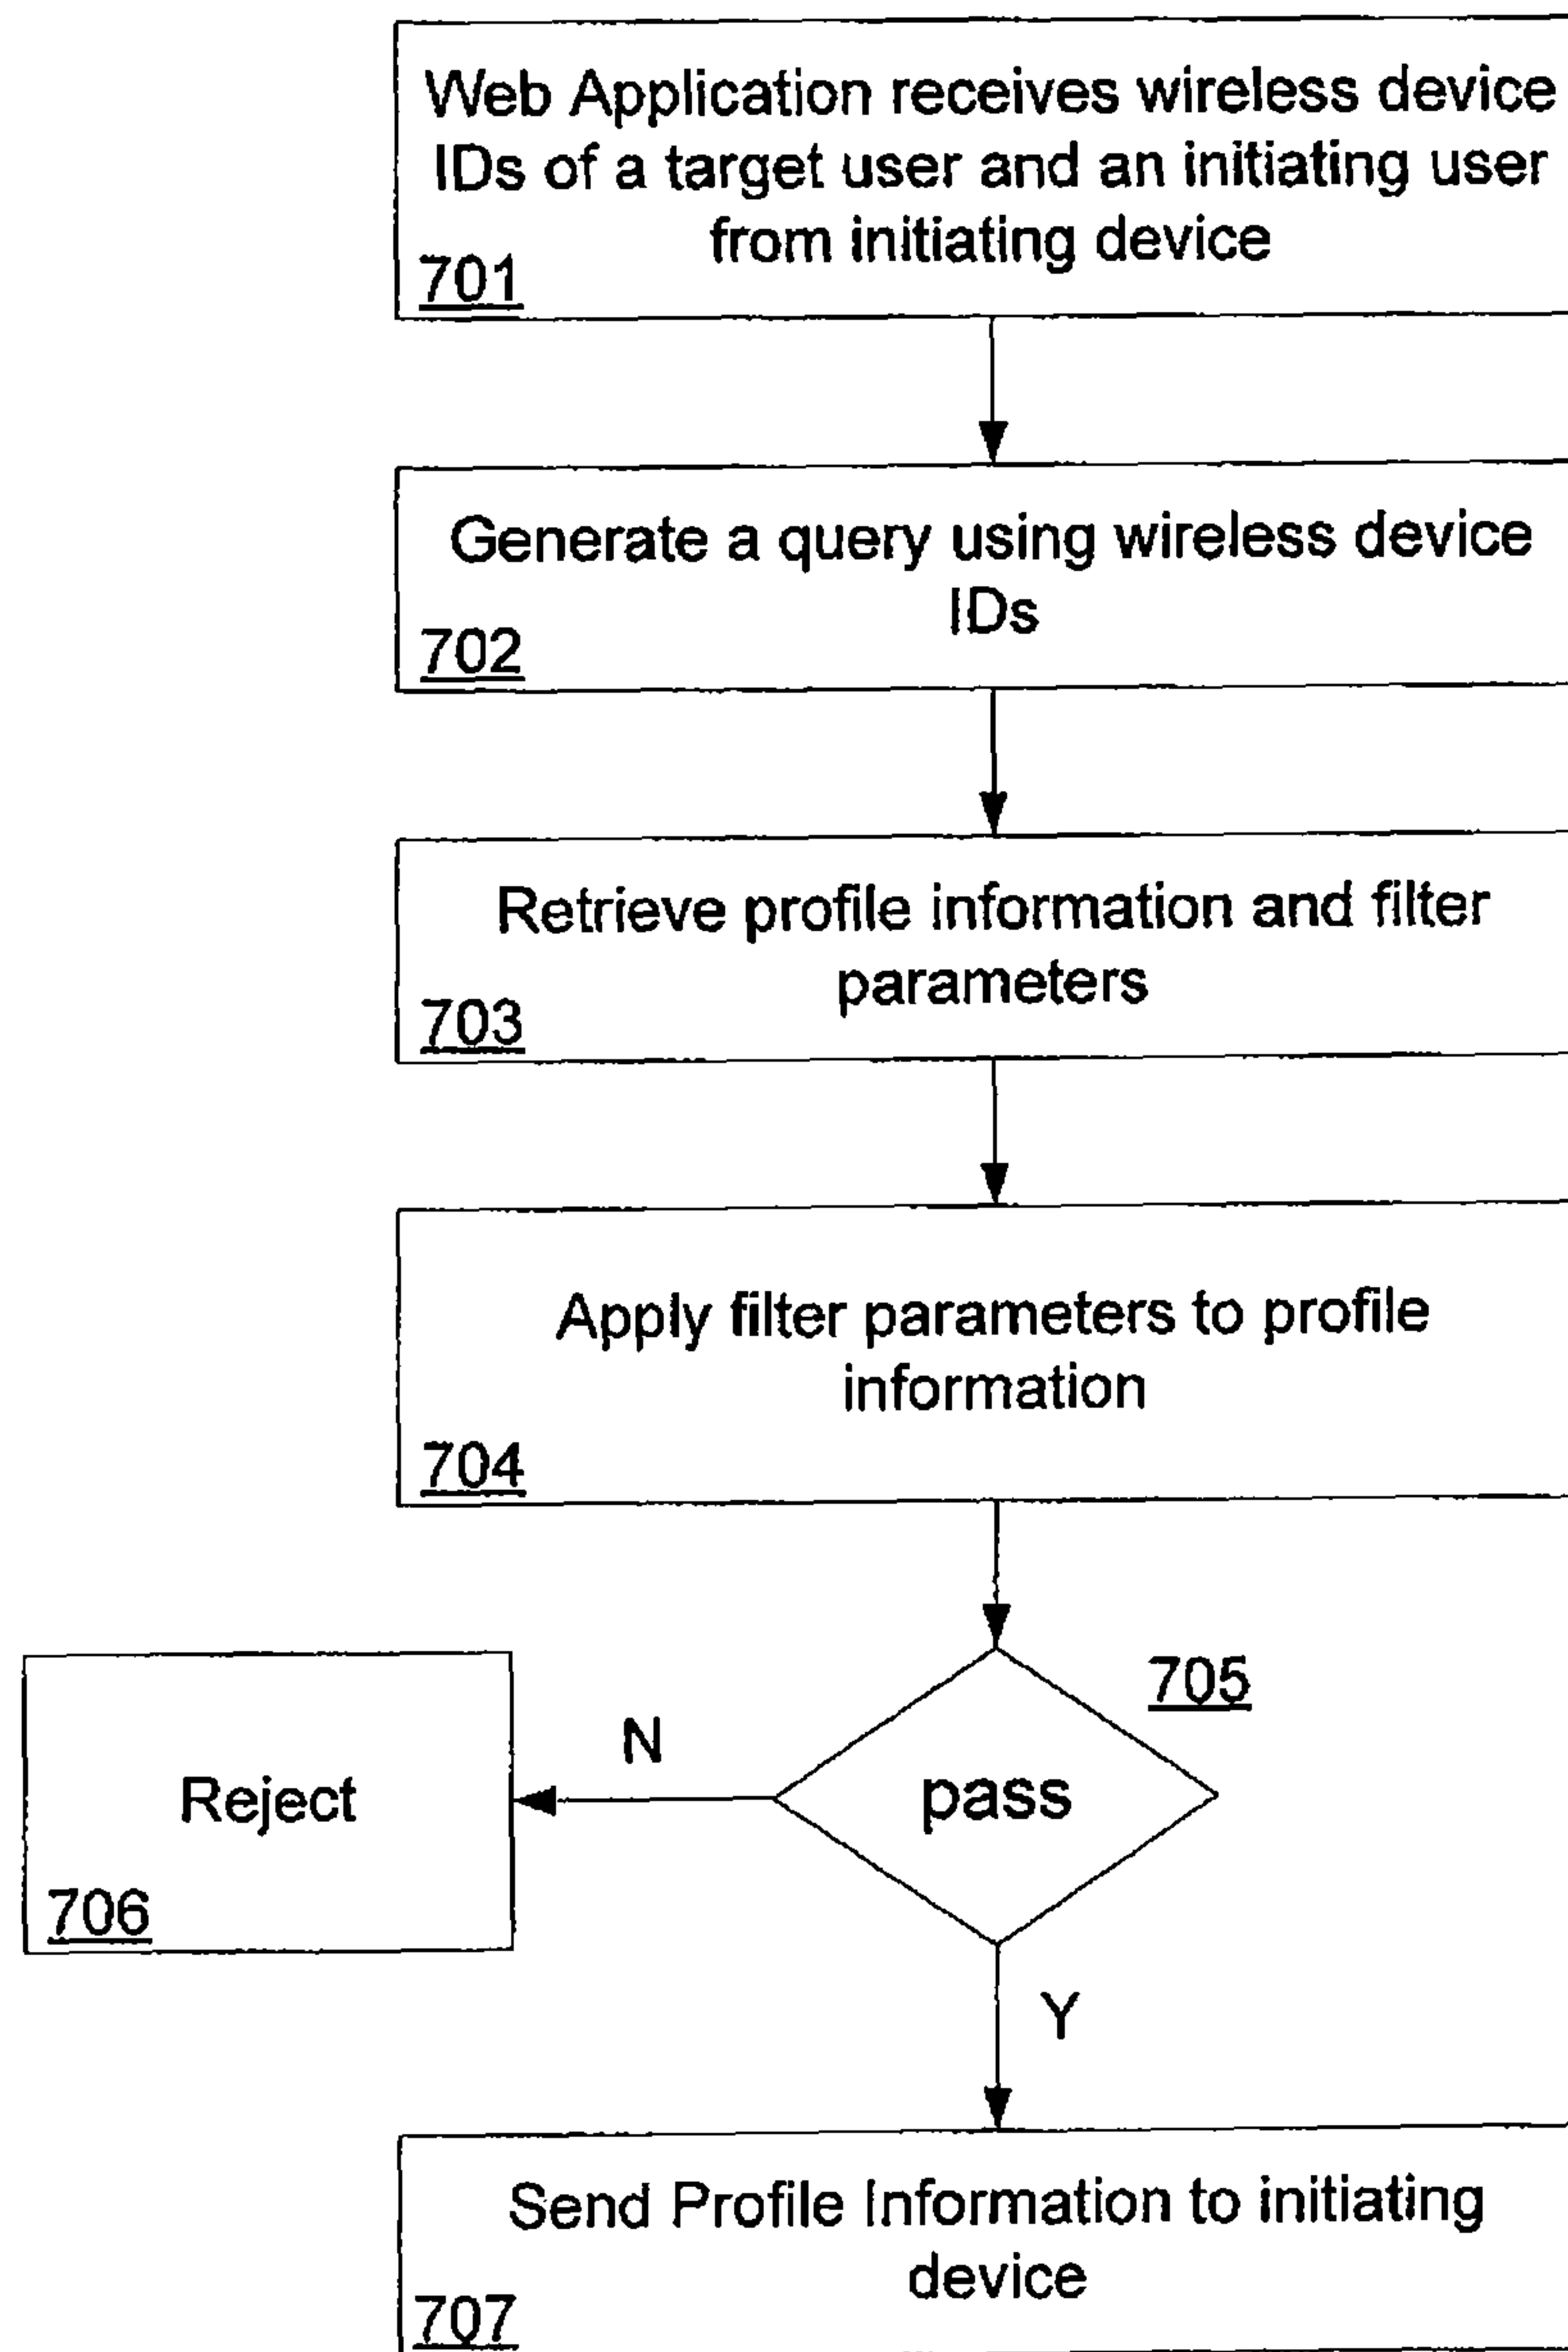 Web Application receives wireless device
IDs of a target user and an initiating user
from initiating device
701
Generate a query using wireless device
IDs
702
Retrieve profile information and filter
parameters
703
Apply filter parameters to profile
information
704
705
N
pass
Reject
706
Y
Send Profile Information to initiating
device
707